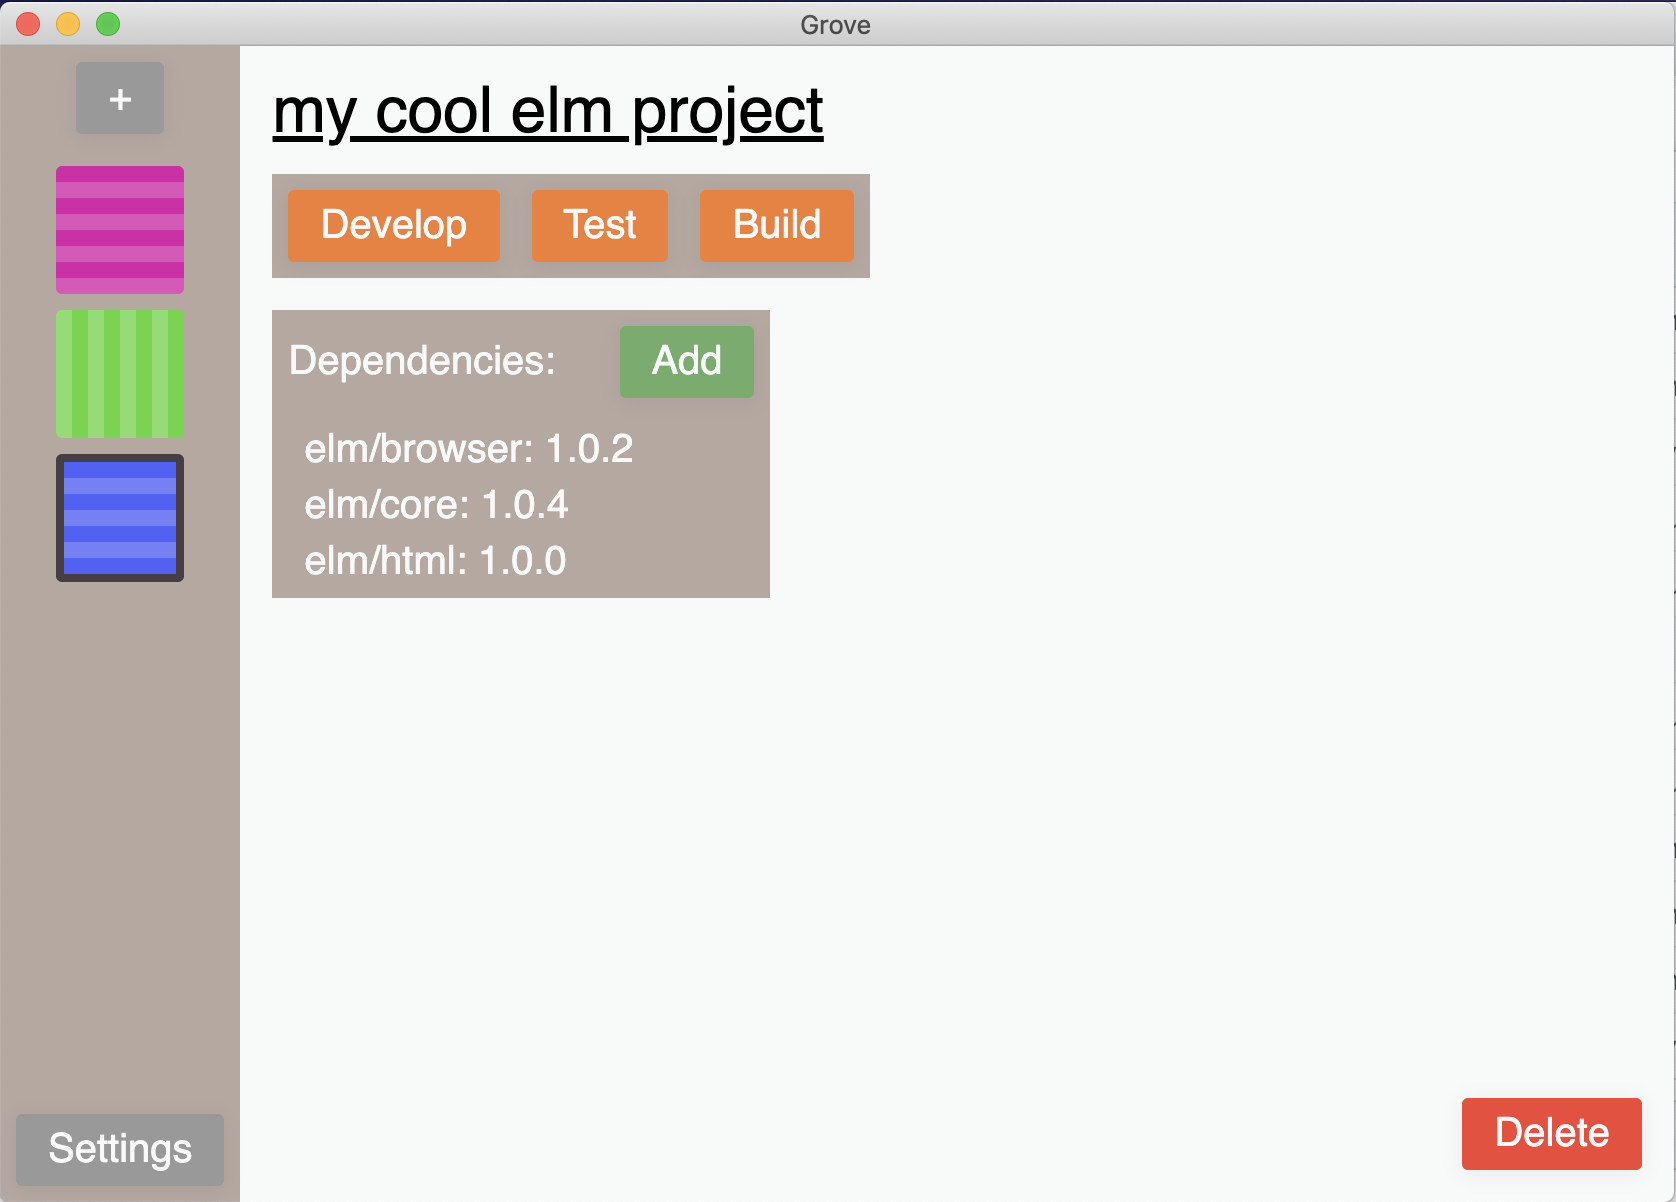 Grove
+
my cool elm project
Develop Test Build
Dependencies: Add
elm/browser: 1.0.2
elm/core: 1.0.4
elm/html: 1.0.0
Settings
Delete